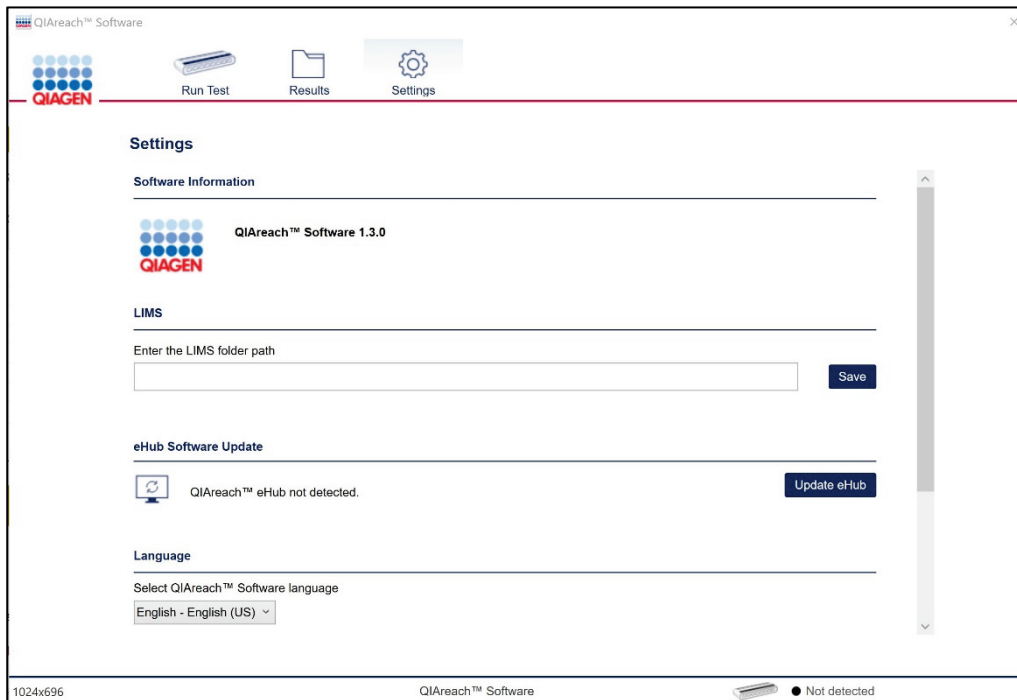 QIAreach™ Software
QIAGEN
Run Test
Results
Settings
Settings
Software Information
QIAGEN
QIAreach™ Software 1.3.0
LIMS
Enter the LIMS folder path
Save
eHub Software Update
QIAreach™ eHub not detected.
Update eHub
Language
Select QIAreach™ Software language
English - English (US)
1024x696
QIAreach™ Software
Not detected